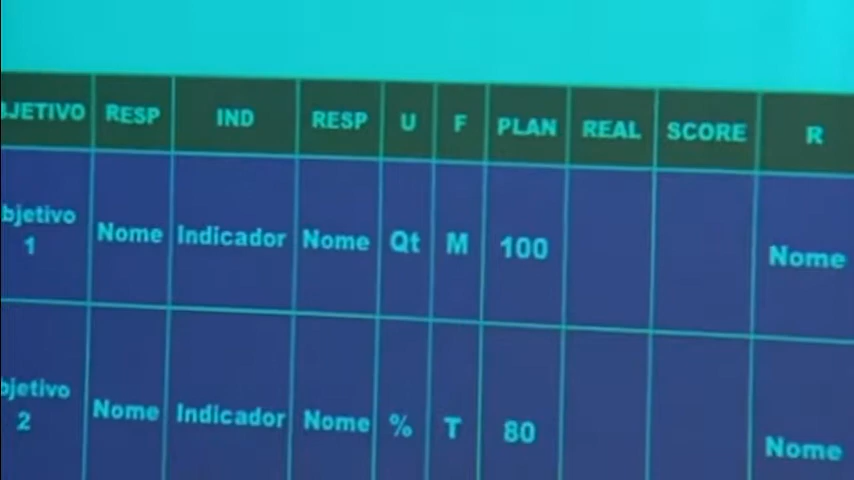 JETIVO RESP IND RESP U F PLAN REAL SCORE R
bjetivo
1 Nome Indicador Nome Qt M 100 Nome
bjetivo
2 Nome Indicador Nome % T 80 Nome